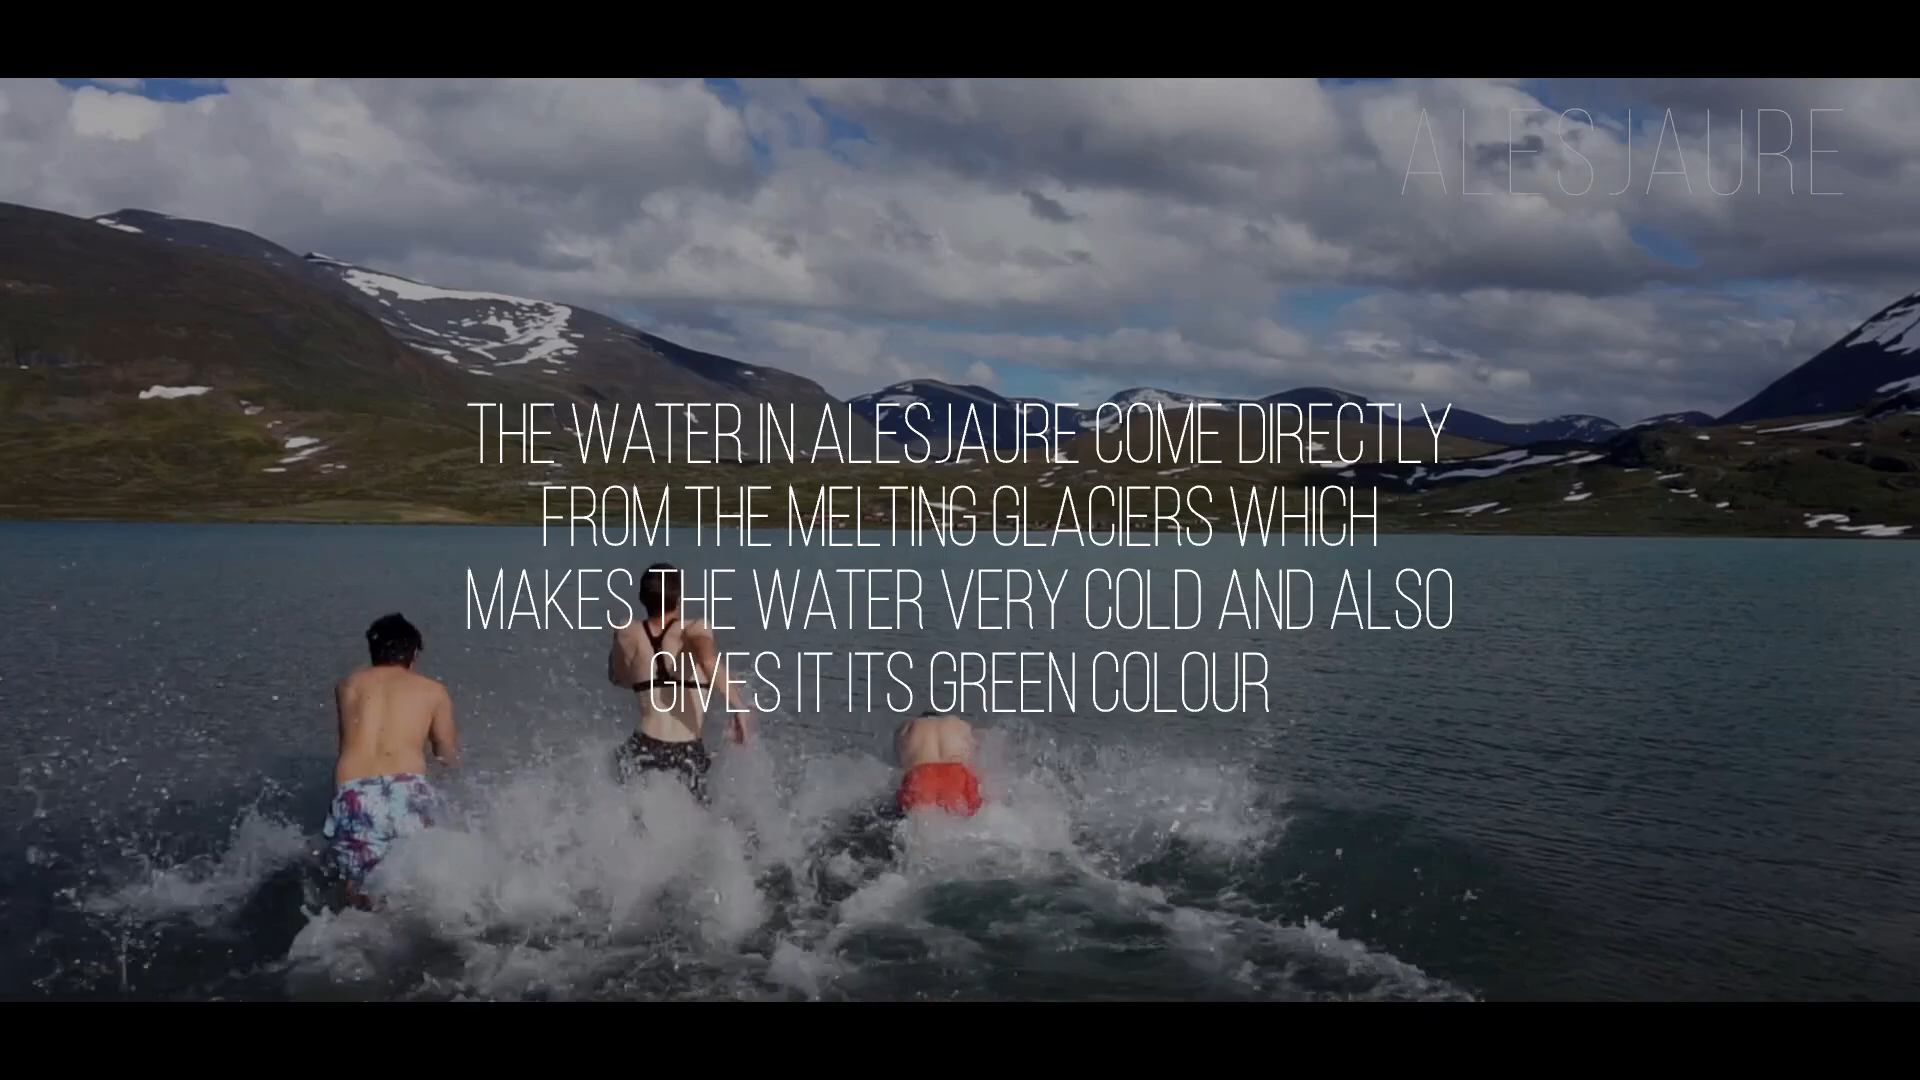 ALESJAURE
THE WATER IN ALESJAURE COME DIRECTLY
FROM THE MELTING GLACIERS WHICH
MAKES THE WATER VERY COLD AND ALSO
GIVES IT ITS GREEN COLOUR